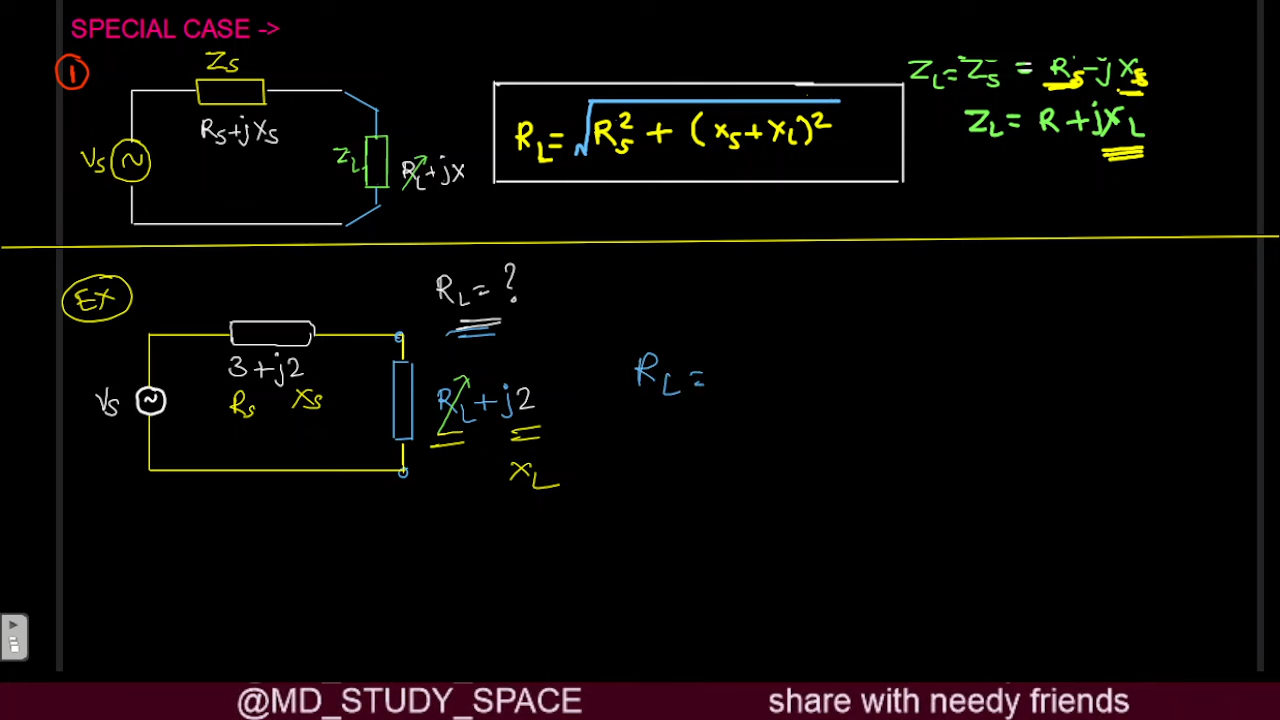 SPECIAL CASE ->
1
Zs
Rs+jXs
Vs
ZL
RL+jX
RL= √Rs² + (xs+XL)²
ZL= Zs = Rs-jXs
ZL= R+jXL
EX
RL= ?
3+j2
Rs Xs
Vs
RL+j2
XL
RL=
@MD_STUDY_SPACE share with needy friends